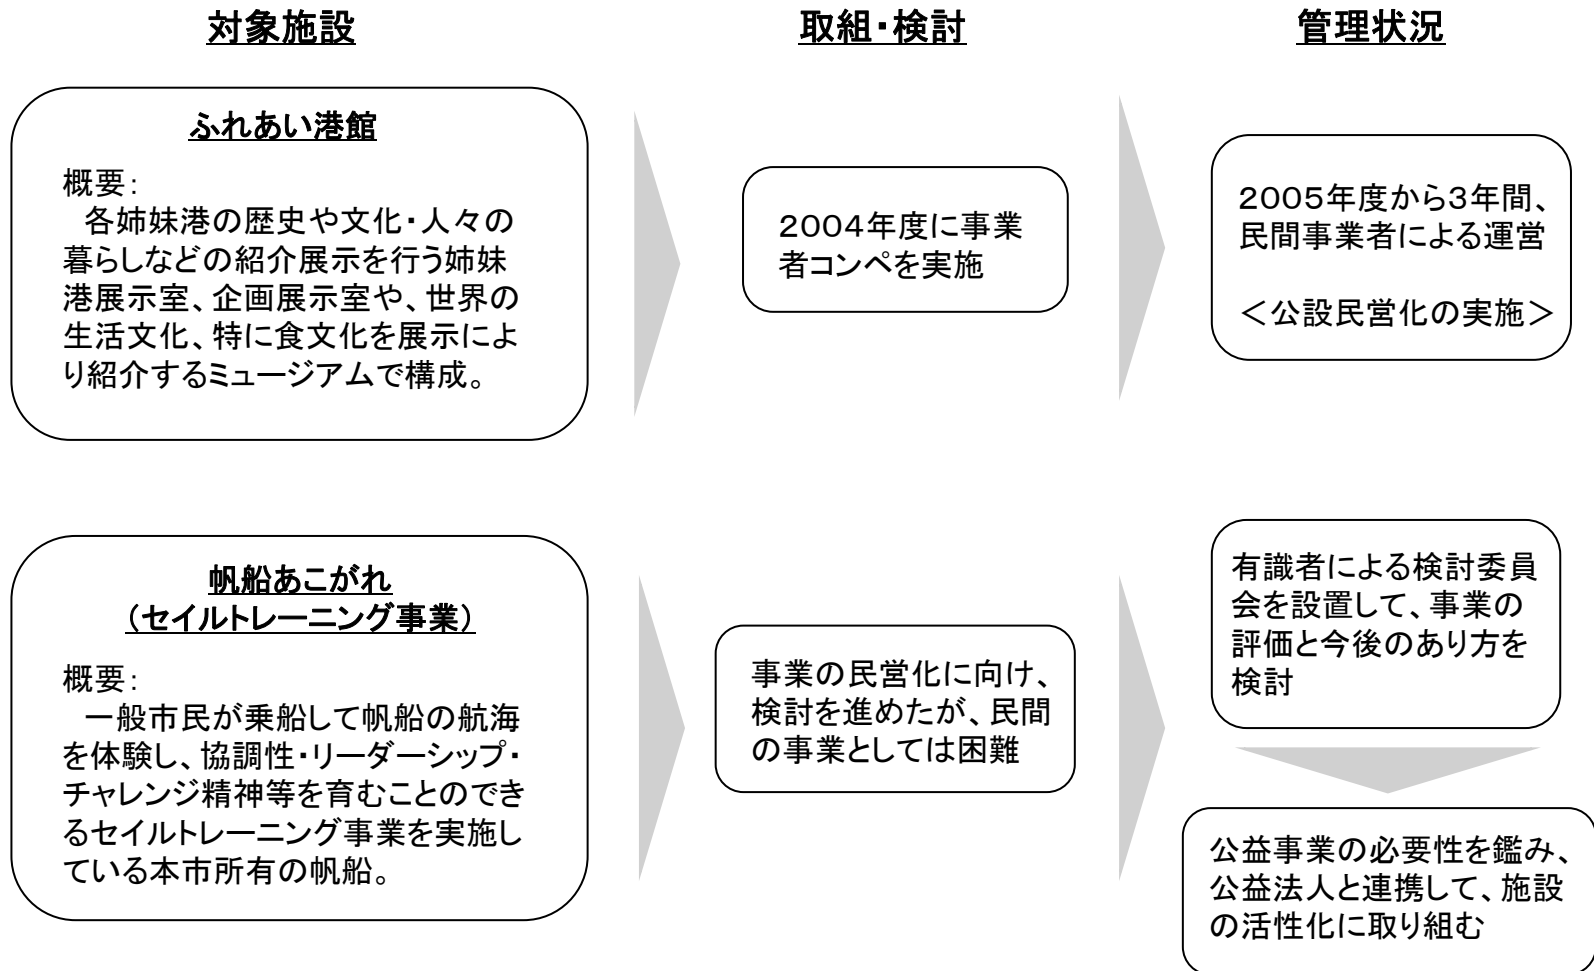 対象施設
取組・検討
管理状況
ふれあい港館
概要：
各姉妹港の歴史や文化・人々の
暮らしなどの紹介展示を行う姉妹
港展示室、企画展示室や、世界の
生活文化、特に食文化を展示によ
り紹介するミュージアムで構成。
２００４年度に事業
者コンペを実施
２００５年度から３年間、
民間事業者による運営
＜公設民営化の実施＞
帆船あこがれ
（セイルトレーニング事業）
概要：
一般市民が乗船して帆船の航海
を体験し、協調性・リーダーシップ・
チャレンジ精神等を育むことのでき
るセイルトレーニング事業を実施し
ている本市所有の帆船。
事業の民営化に向け、
検討を進めたが、民間
の事業としては困難
有識者による検討委員
会を設置して、事業の
評価と今後のあり方を
検討
公益事業の必要性を鑑み、
公益法人と連携して、施設
の活性化に取り組む